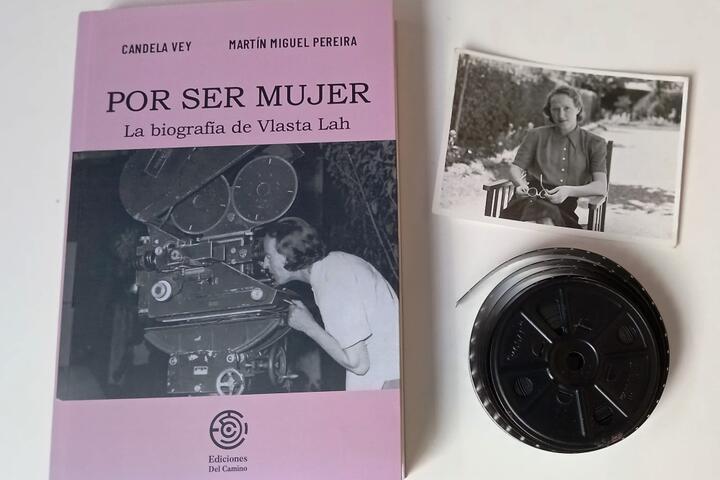 CANDELA VEY MARTÍN MIGUEL PEREIRA
POR SER MUJER
La biografía de Vlasta Lah
Ediciones
Del Camino